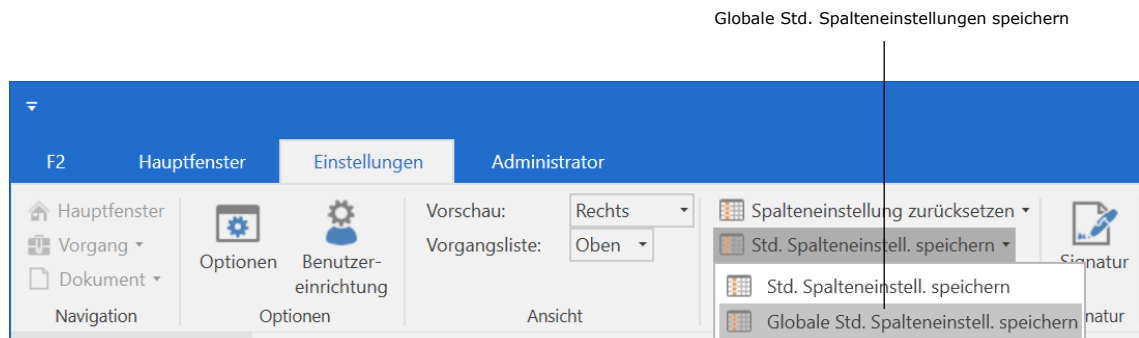 Globale Std. Spalteneinstellungen speichern
F2 Hauptfenster Einstellungen Administrator
Hauptfenster
Vorgang
Dokument
Navigation
Optionen
Benutzer-
einrichtung
Optionen
Vorschau: Rechts
Vorgangsliste: Oben
Ansicht
Spalteneinstellung zurücksetzen
Std. Spalteneinstell. speichern
Std. Spalteneinstell. speichern
Globale Std. Spalteneinstell. speichern
Signatur
natur